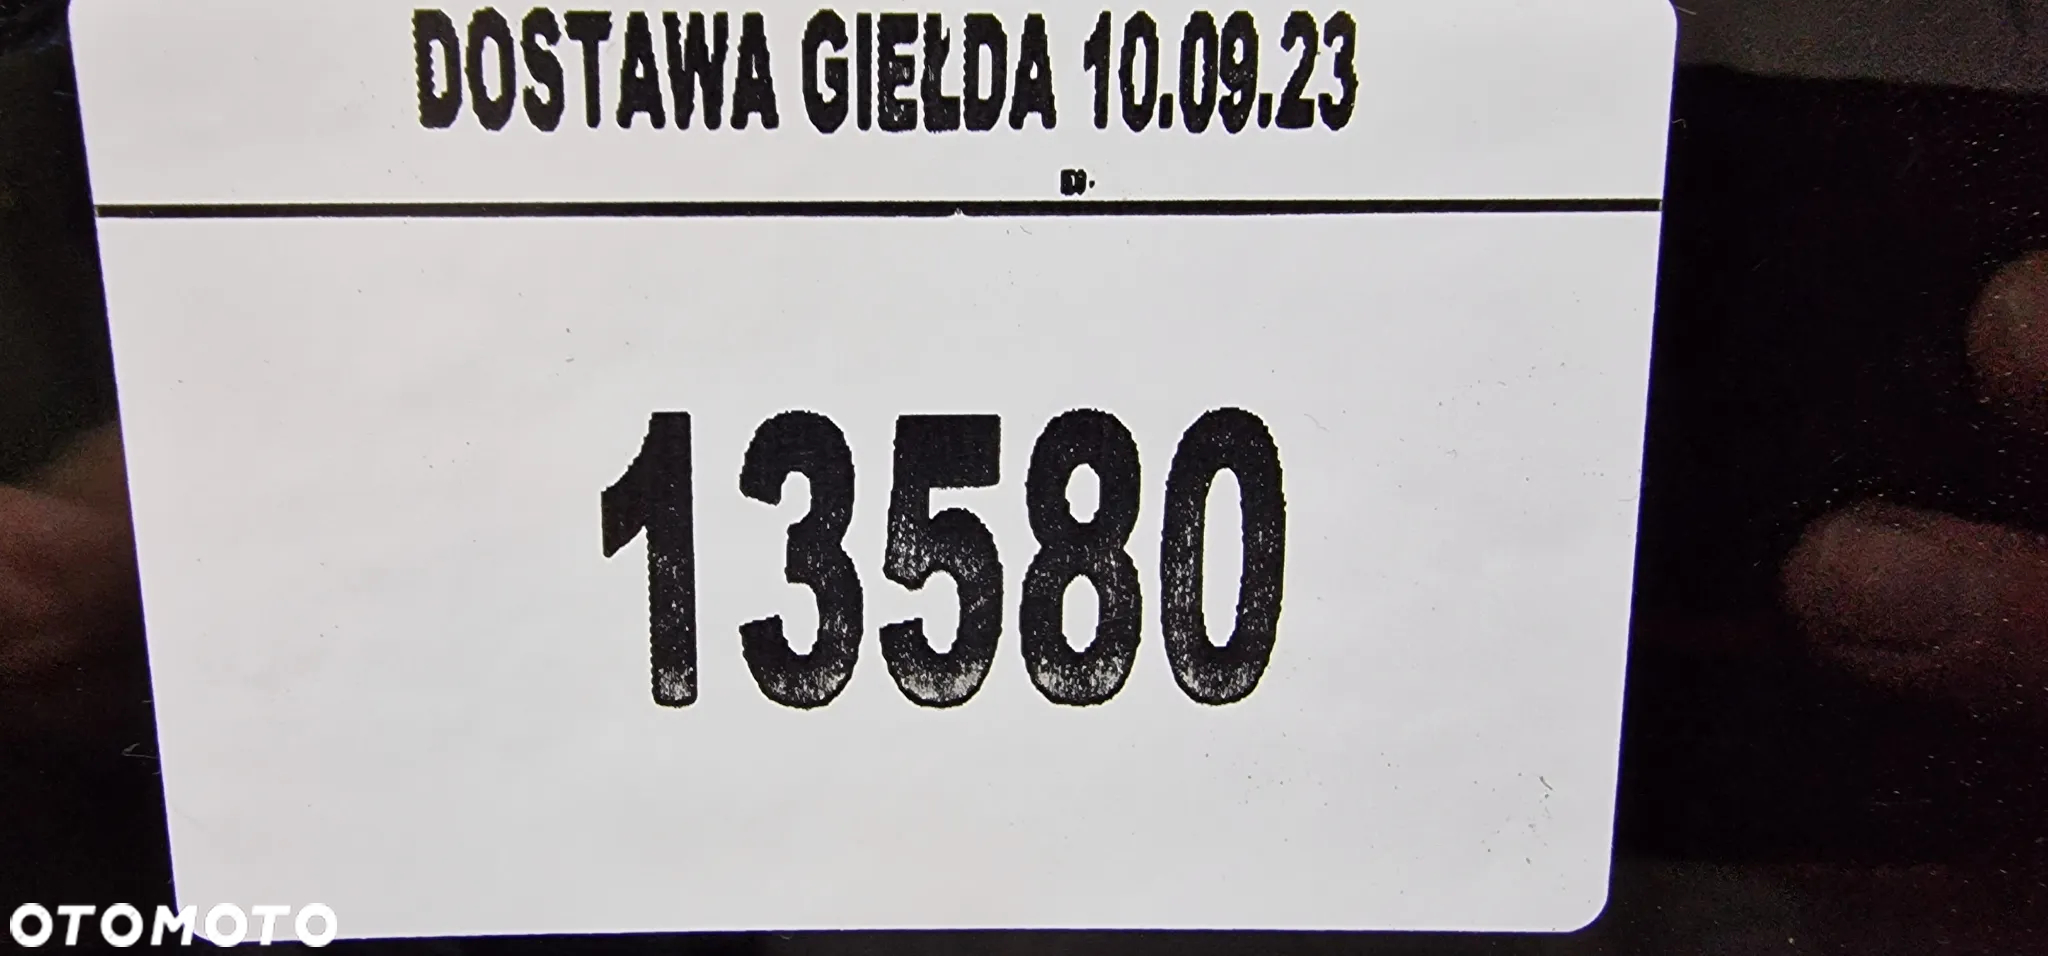 DOSTAWA GIEŁDA 10.09.23
13580
OTOMOTO